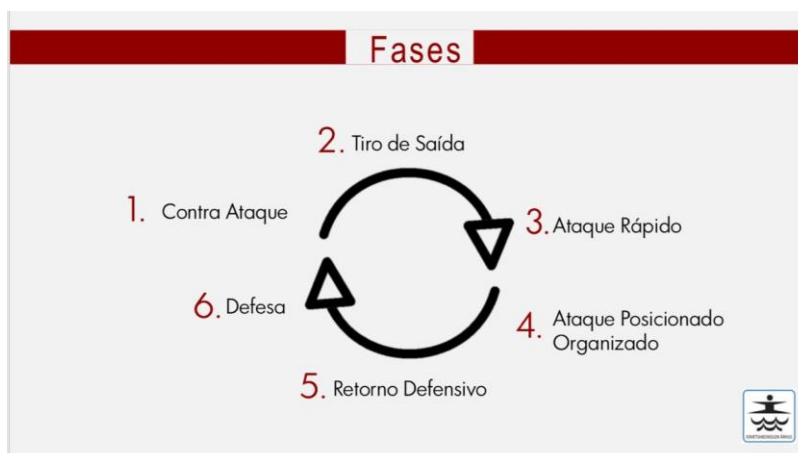 Fases
2. Tiro de Saída
1. Contra Ataque
3. Ataque Rápido
6. Defesa
4. Ataque Posicionado
Organizado
5. Retorno Defensivo